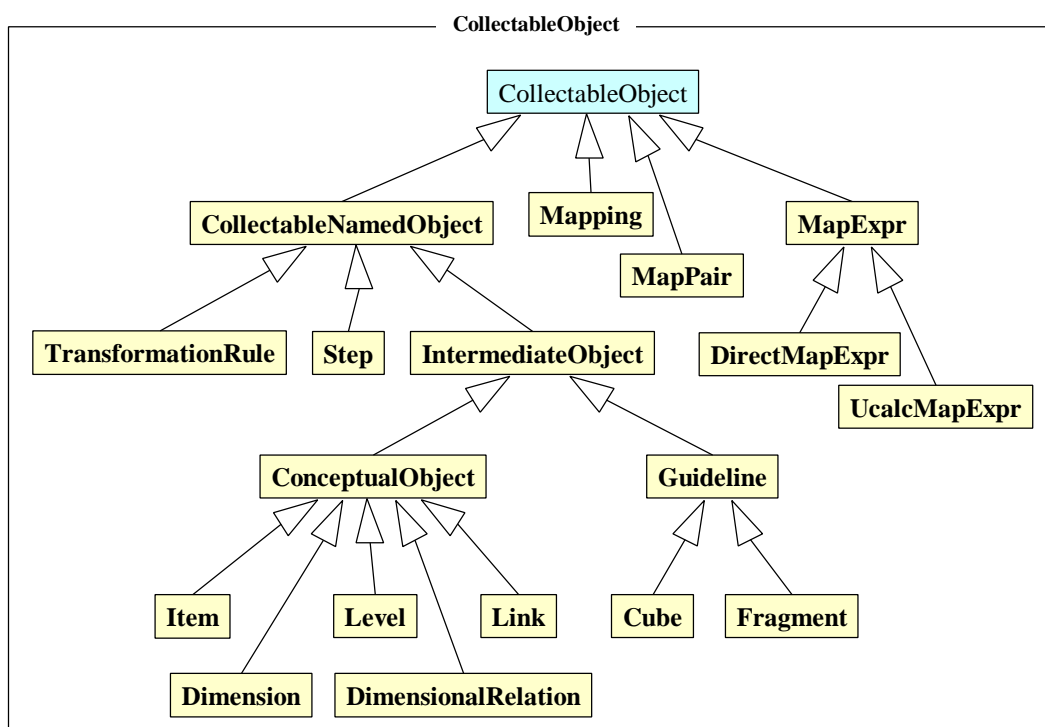 CollectableObject
CollectableObject
CollectableNamedObject
Mapping
MapExpr
MapPair
TransformationRule
Step
IntermediateObject
DirectMapExpr
UcalcMapExpr
ConceptualObject
Guideline
Item
Level
Link
Cube
Fragment
Dimension
DimensionalRelation